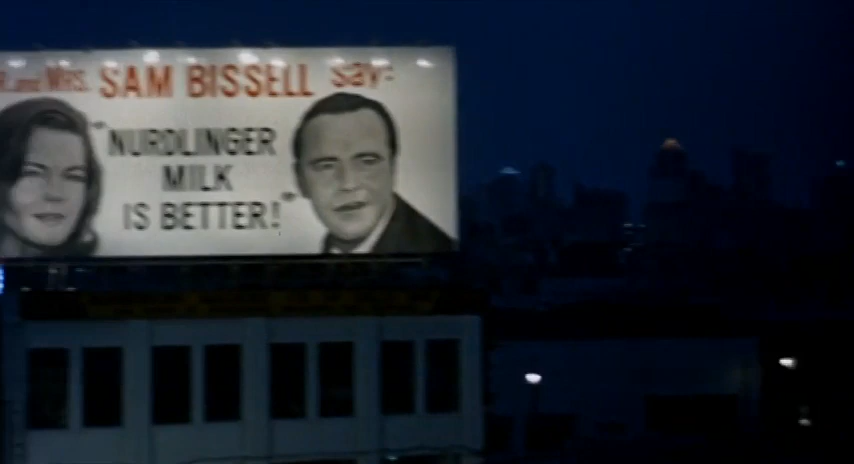 R. and MRS. SAM BISSELL say:
"NURDLINGER
MILK
IS BETTER!"